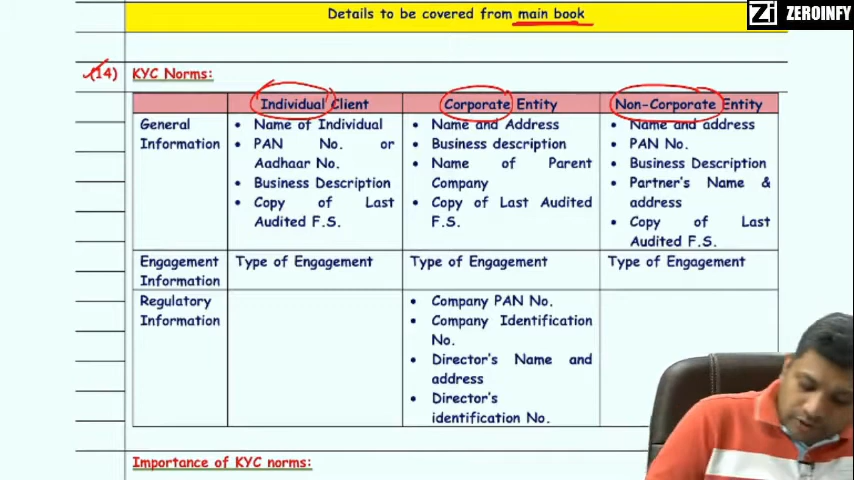 Details to be covered from main book
Zi ZEROINFY
(14) KYC Norms:
Individual Client
Corporate Entity
Non-Corporate Entity
General
Information
• Name of Individual
• PAN No. or
Aadhaar No.
• Business Description
• Copy of Last
Audited F.S.
• Name and Address
• Business description
• Name of Parent
Company
• Copy of Last Audited
F.S.
• Name and address
• PAN No.
• Business Description
• Partner's Name &
address
• Copy of Last
Audited F.S.
Engagement
Information
Type of Engagement
Type of Engagement
Type of Engagement
Regulatory
Information
• Company PAN No.
• Company Identification
No.
• Director's Name and
address
• Director's
identification No.
Importance of KYC norms: